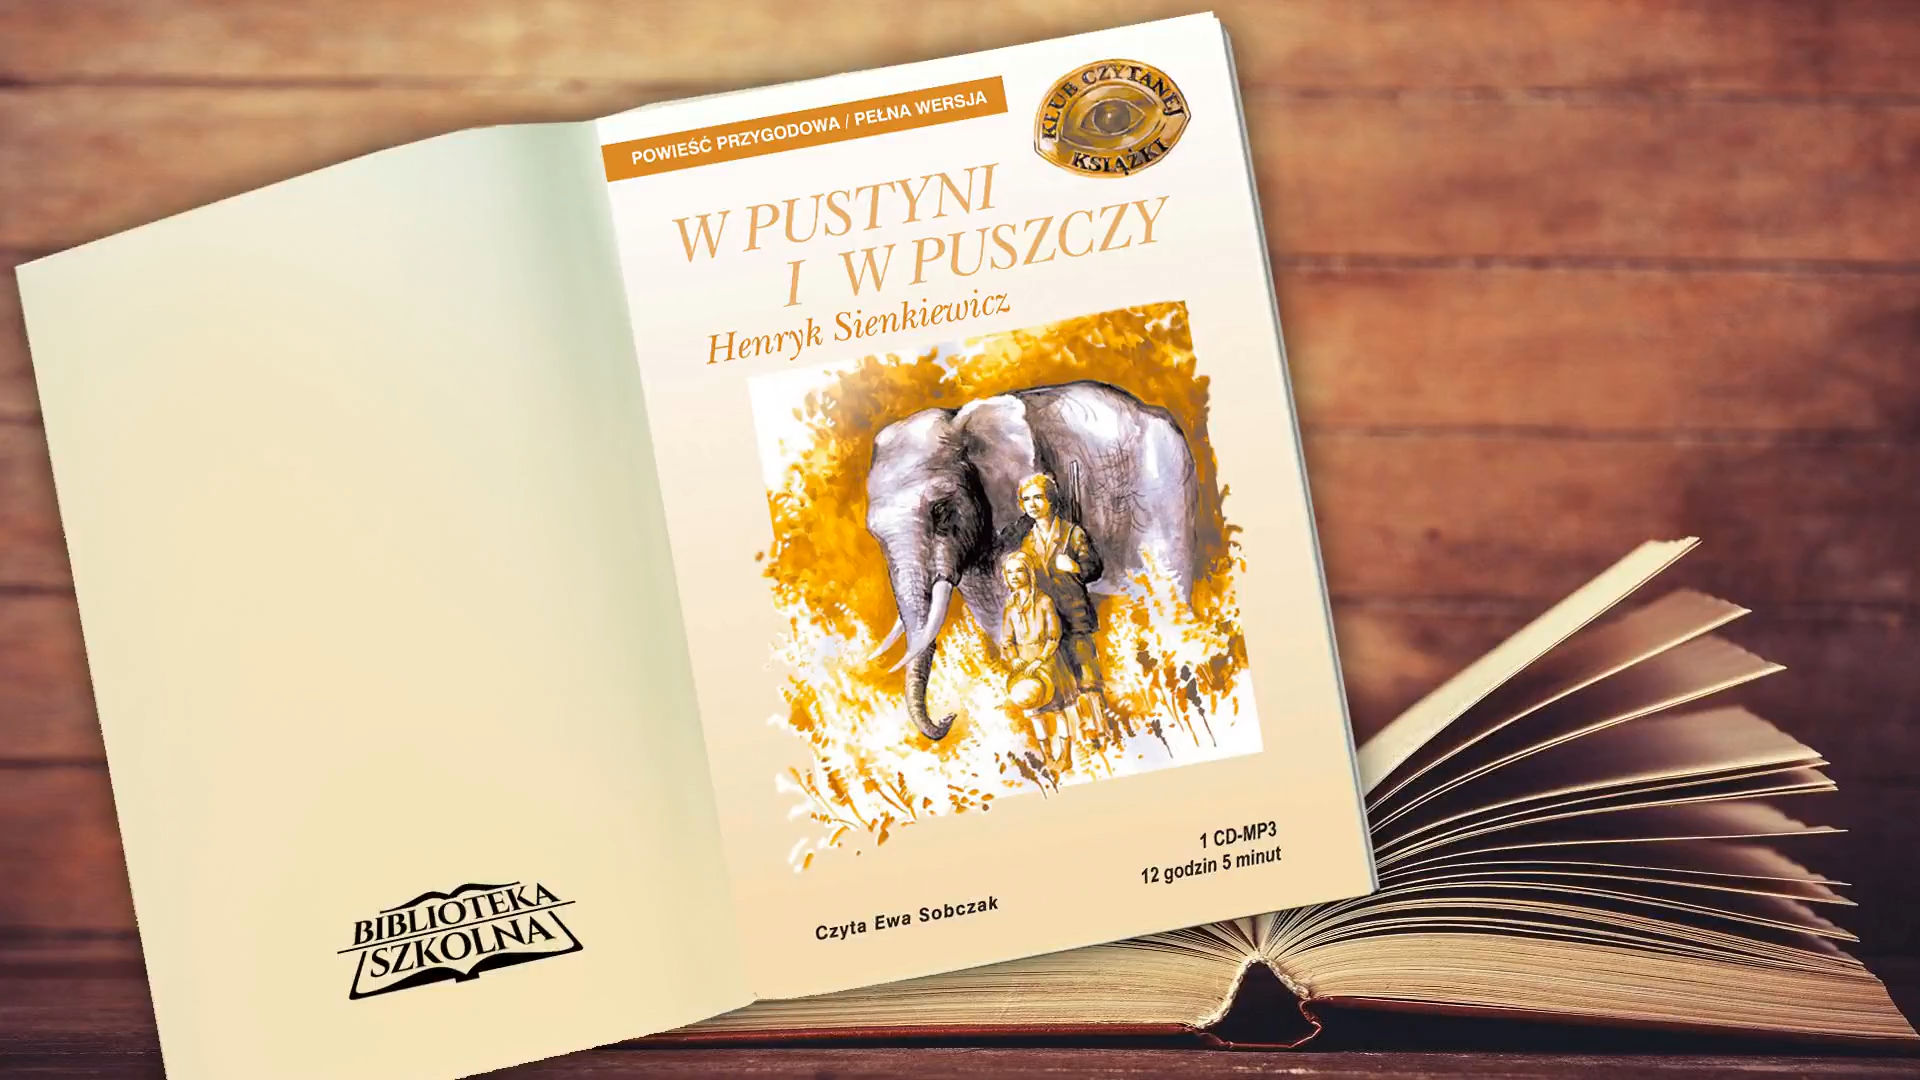 POWIEŚĆ PRZYGODOWA / PEŁNA WERSJA
KLUB CZYTANEJ
KSIĄŻKI
W PUSTYNI
I W PUSZCZY
Henryk Sienkiewicz
1 CD-MP3
12 godzin 5 minut
Czyta Ewa Sobczak
BIBLIOTEKA
SZKOLNA